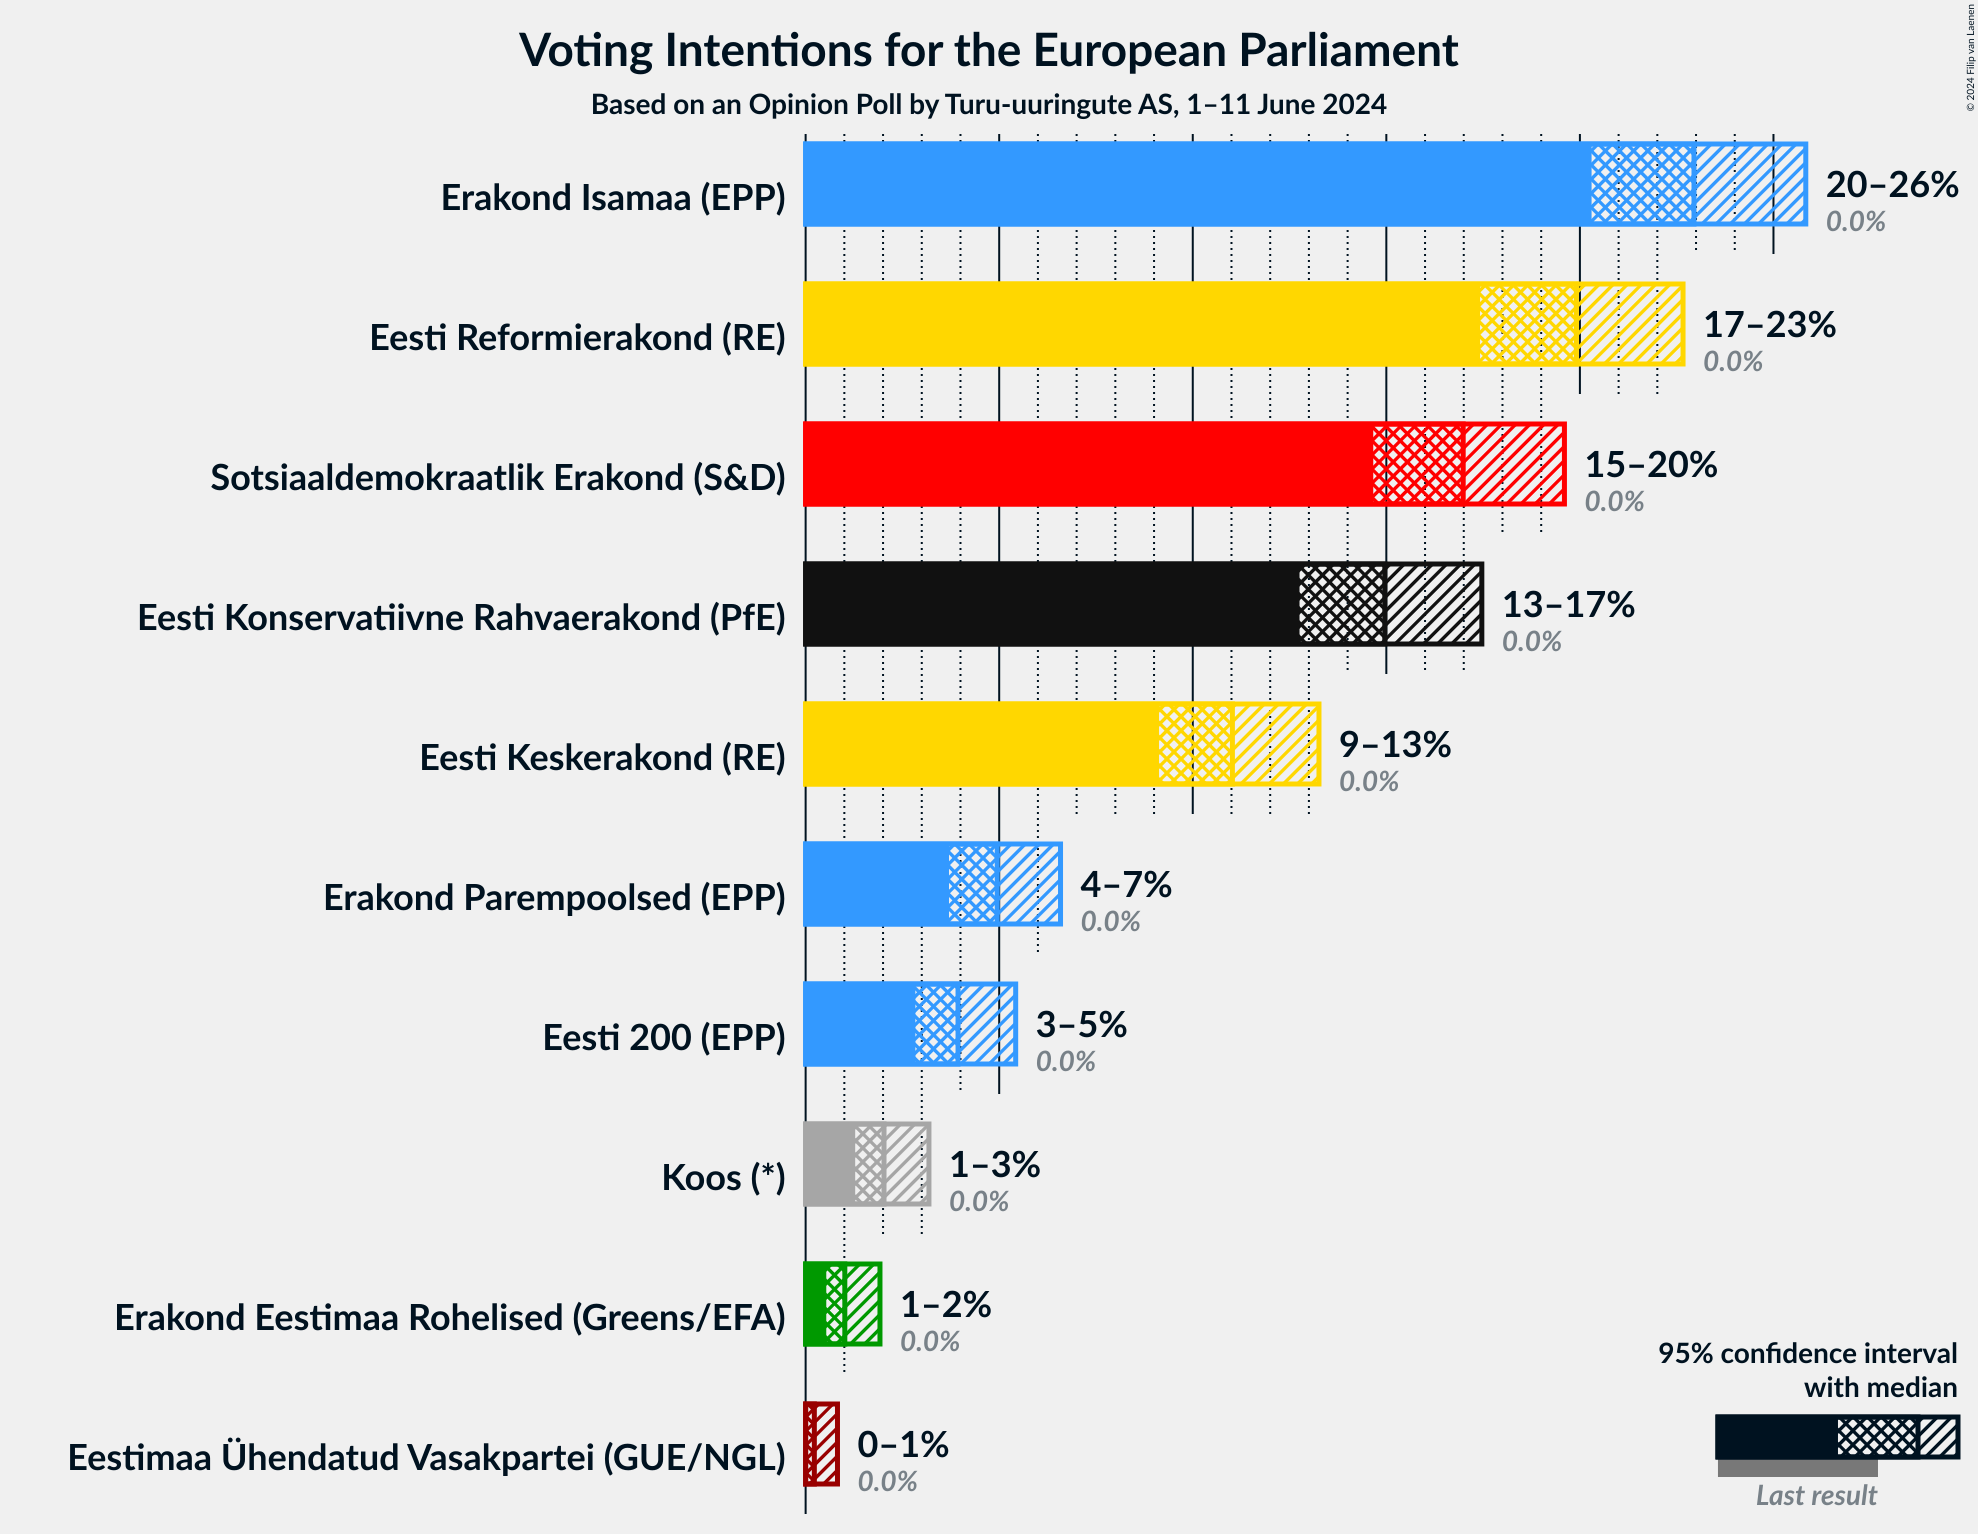 Voting Intentions for the European Parliament
Based on an Opinion Poll by Turu-uuringute AS, 1–11 June 2024
© 2024 Filip van Laenen
Erakond Isamaa (EPP)
20–26%
0.0%
Eesti Reformierakond (RE)
17–23%
0.0%
Sotsiaaldemokraatlik Erakond (S&D)
15–20%
0.0%
Eesti Konservatiivne Rahvaerakond (PfE)
13–17%
0.0%
Eesti Keskerakond (RE)
9–13%
0.0%
Erakond Parempoolsed (EPP)
4–7%
0.0%
Eesti 200 (EPP)
3–5%
0.0%
Koos (*)
1–3%
0.0%
Erakond Eestimaa Rohelised (Greens/EFA)
1–2%
0.0%
Eestimaa Ühendatud Vasakpartei (GUE/NGL)
0–1%
0.0%
95% confidence interval
with median
Last result